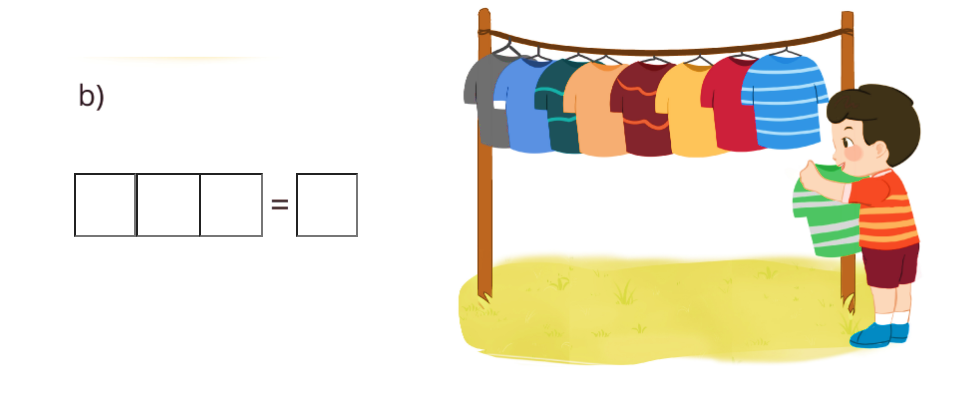 b)
=